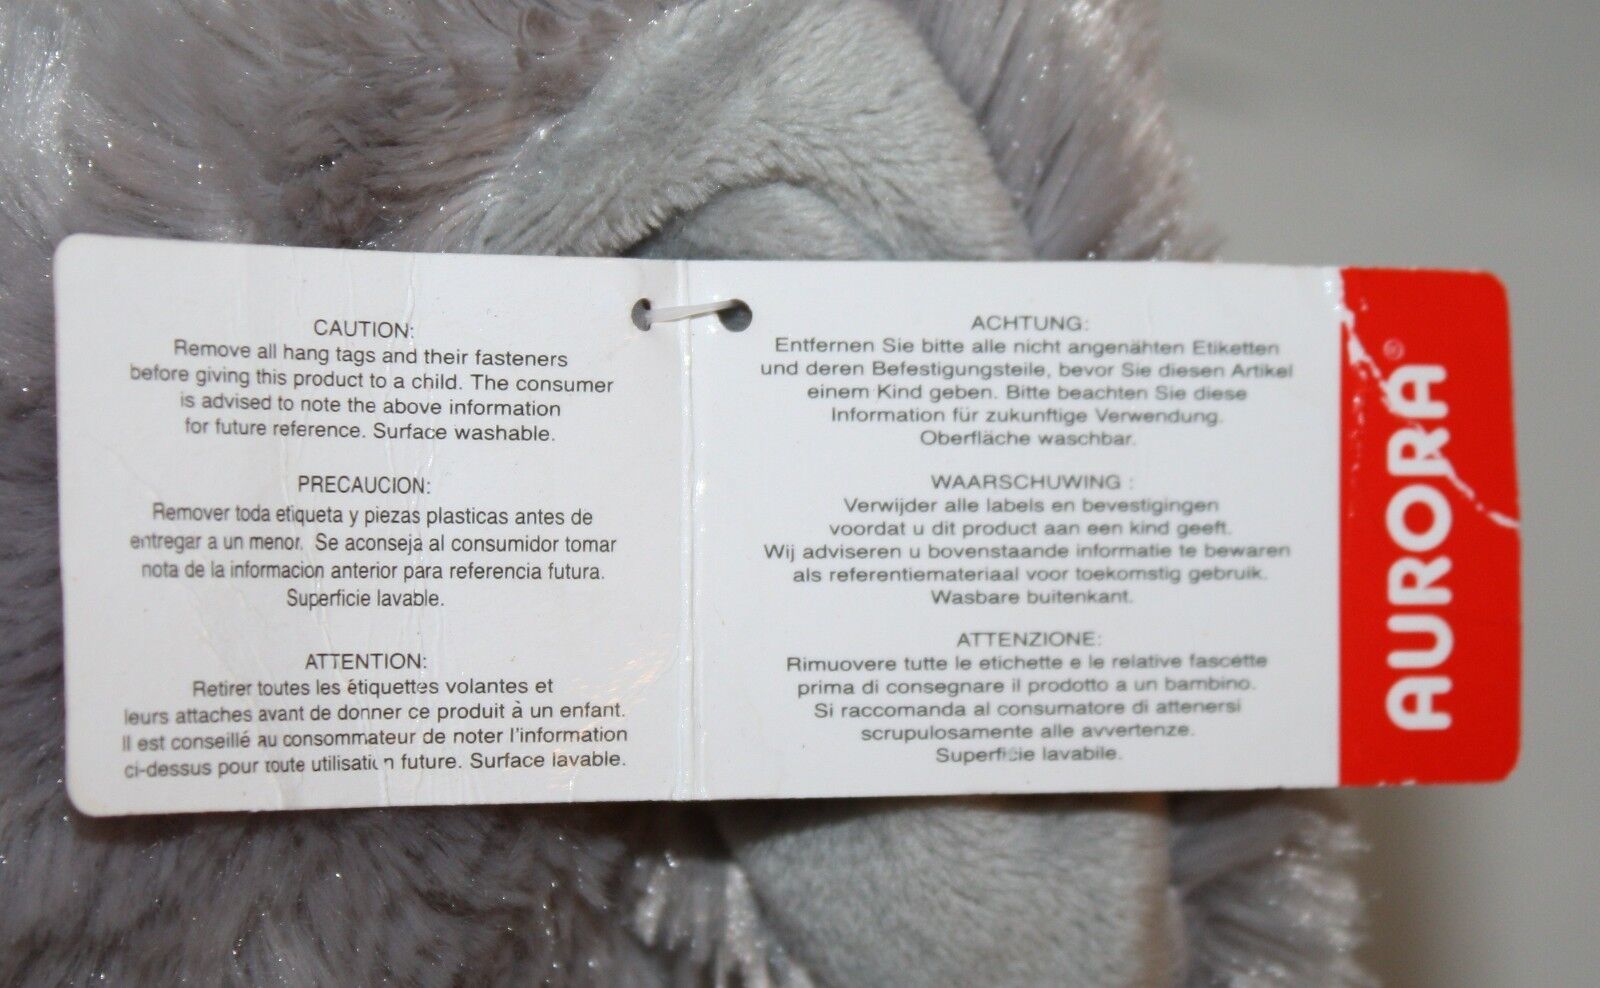 CAUTION:
Remove all hang tags and their fasteners
before giving this product to a child. The consumer
is advised to note the above information
for future reference. Surface washable.
PRECAUCION:
Remover toda etiqueta y piezas plasticas antes de
entregar a un menor. Se aconseja al consumidor tomar
nota de la informacion anterior para referencia futura.
Superficie lavable.
ATTENTION:
Retirer toutes les étiquettes volantes et
leurs attaches avant de donner ce produit à un enfant.
Il est conseillé au consommateur de noter l'information
ci-dessus pour toute utilisation future. Surface lavable.
ACHTUNG:
Entfernen Sie bitte alle nicht angenähten Etiketten
und deren Befestigungsteile, bevor Sie diesen Artikel
einem Kind geben. Bitte beachten Sie diese
Information für zukunftige Verwendung.
Oberfläche waschbar.
WAARSCHUWING :
Verwijder alle labels en bevestigingen
voordat u dit product aan een kind geeft.
Wij adviseren u bovenstaande informatie te bewaren
als referentiemateriaal voor toekomstig gebruik.
Wasbare buitenkant.
ATTENZIONE:
Rimuovere tutte le etichette e le relative fascette
prima di consegnare il prodotto a un bambino.
Si raccomanda al consumatore di attenersi
scrupulosamente alle avvertenze.
Superficie lavabile.
AURORA®